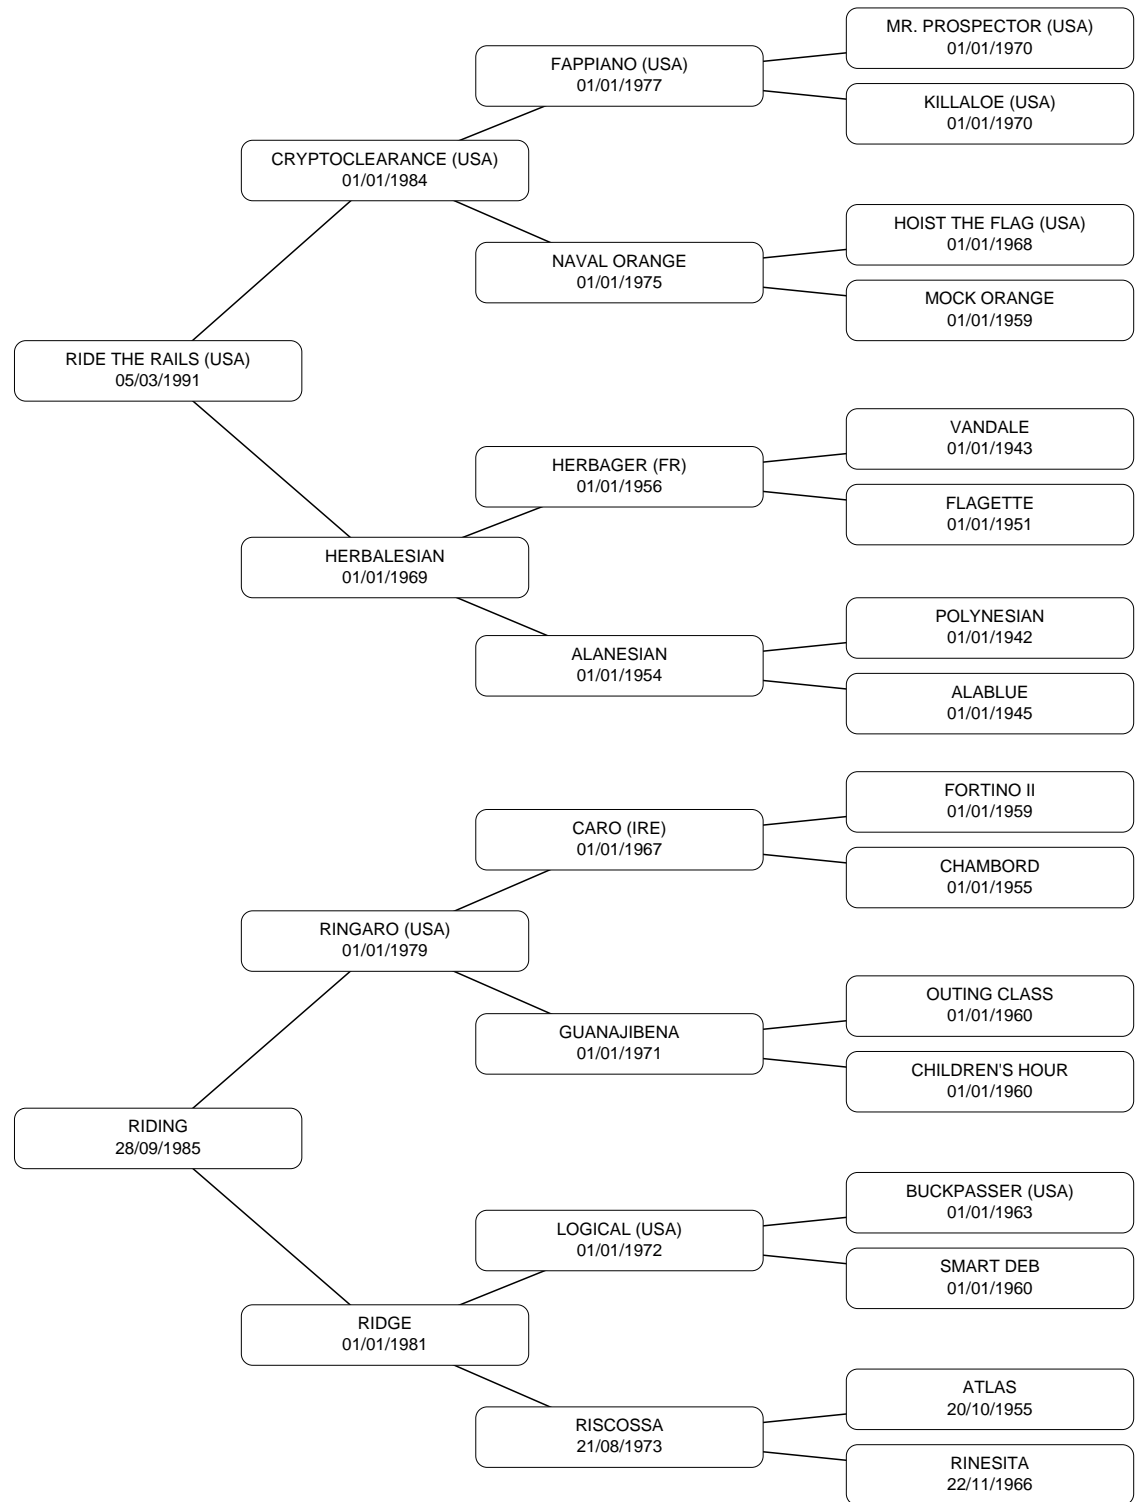 MR. PROSPECTOR (USA)
01/01/1970
FAPPIANO (USA)
01/01/1977
KILLALOE (USA)
01/01/1970
CRYPTOCLEARANCE (USA)
01/01/1984
HOIST THE FLAG (USA)
01/01/1968
NAVAL ORANGE
01/01/1975
MOCK ORANGE
01/01/1959
RIDE THE RAILS (USA)
05/03/1991
VANDALE
01/01/1943
HERBAGER (FR)
01/01/1956
FLAGETTE
01/01/1951
HERBALESIAN
01/01/1969
POLYNESIAN
01/01/1942
ALANESIAN
01/01/1954
ALABLUE
01/01/1945
FORTINO II
01/01/1959
CARO (IRE)
01/01/1967
CHAMBORD
01/01/1955
RINGARO (USA)
01/01/1979
OUTING CLASS
01/01/1960
GUANAJIBENA
01/01/1971
CHILDREN'S HOUR
01/01/1960
RIDING
28/09/1985
BUCKPASSER (USA)
01/01/1963
LOGICAL (USA)
01/01/1972
SMART DEB
01/01/1960
RIDGE
01/01/1981
ATLAS
20/10/1955
RISCOSSA
21/08/1973
RINESITA
22/11/1966